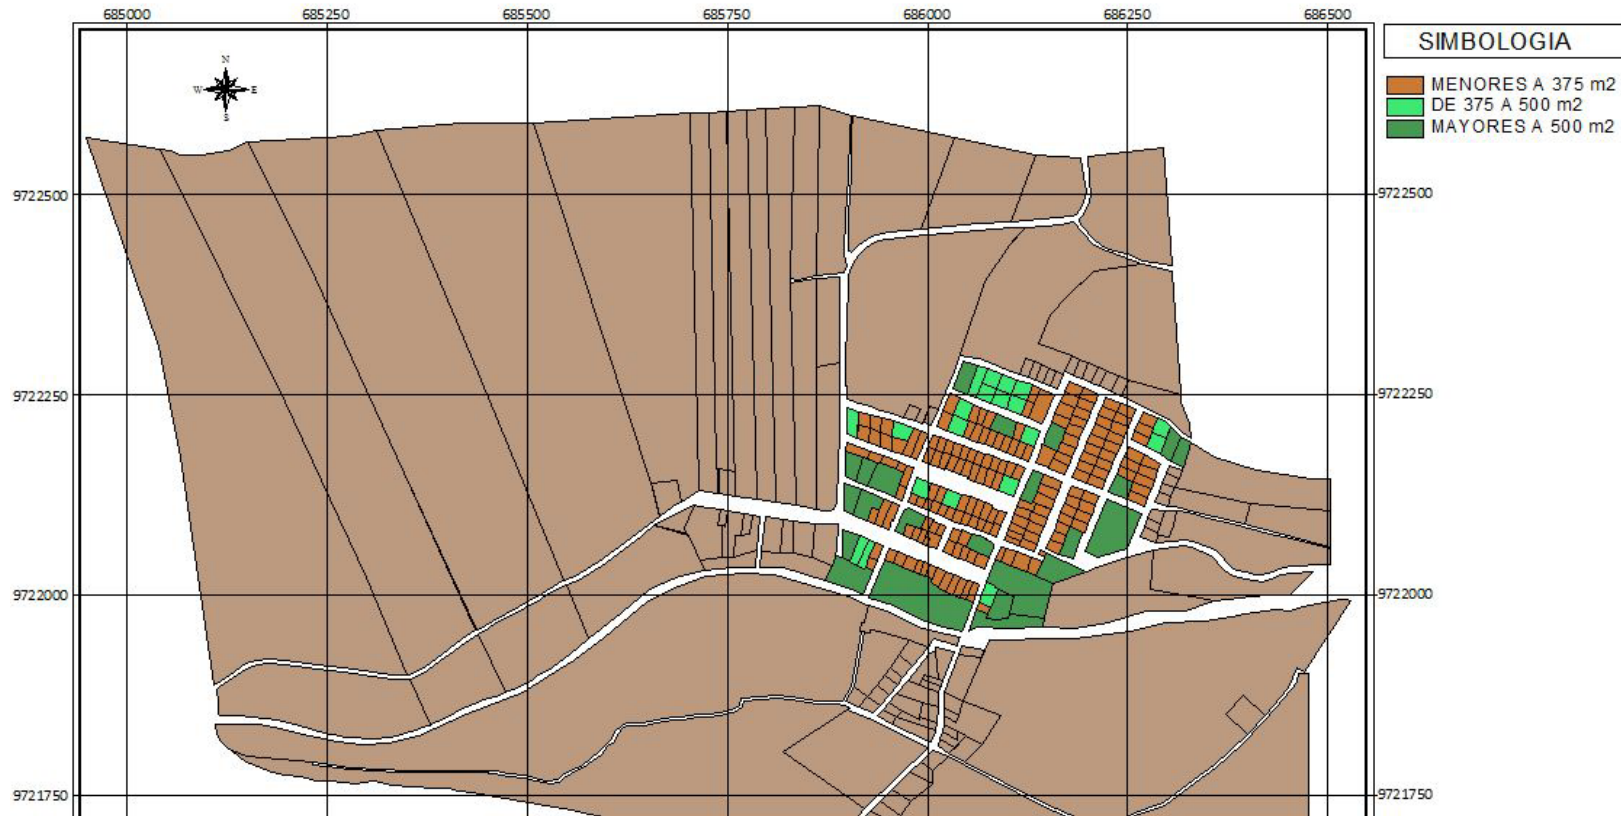 685000 685250 685500 685750 686000 686250 686500
SIMBOLOGIA
MENORES A 375 m2
DE 375 A 500 m2
MAYORES A 500 m2
N
W E
S
9722500 9722500
9722250 9722250
9722000 9722000
9721750 9721750